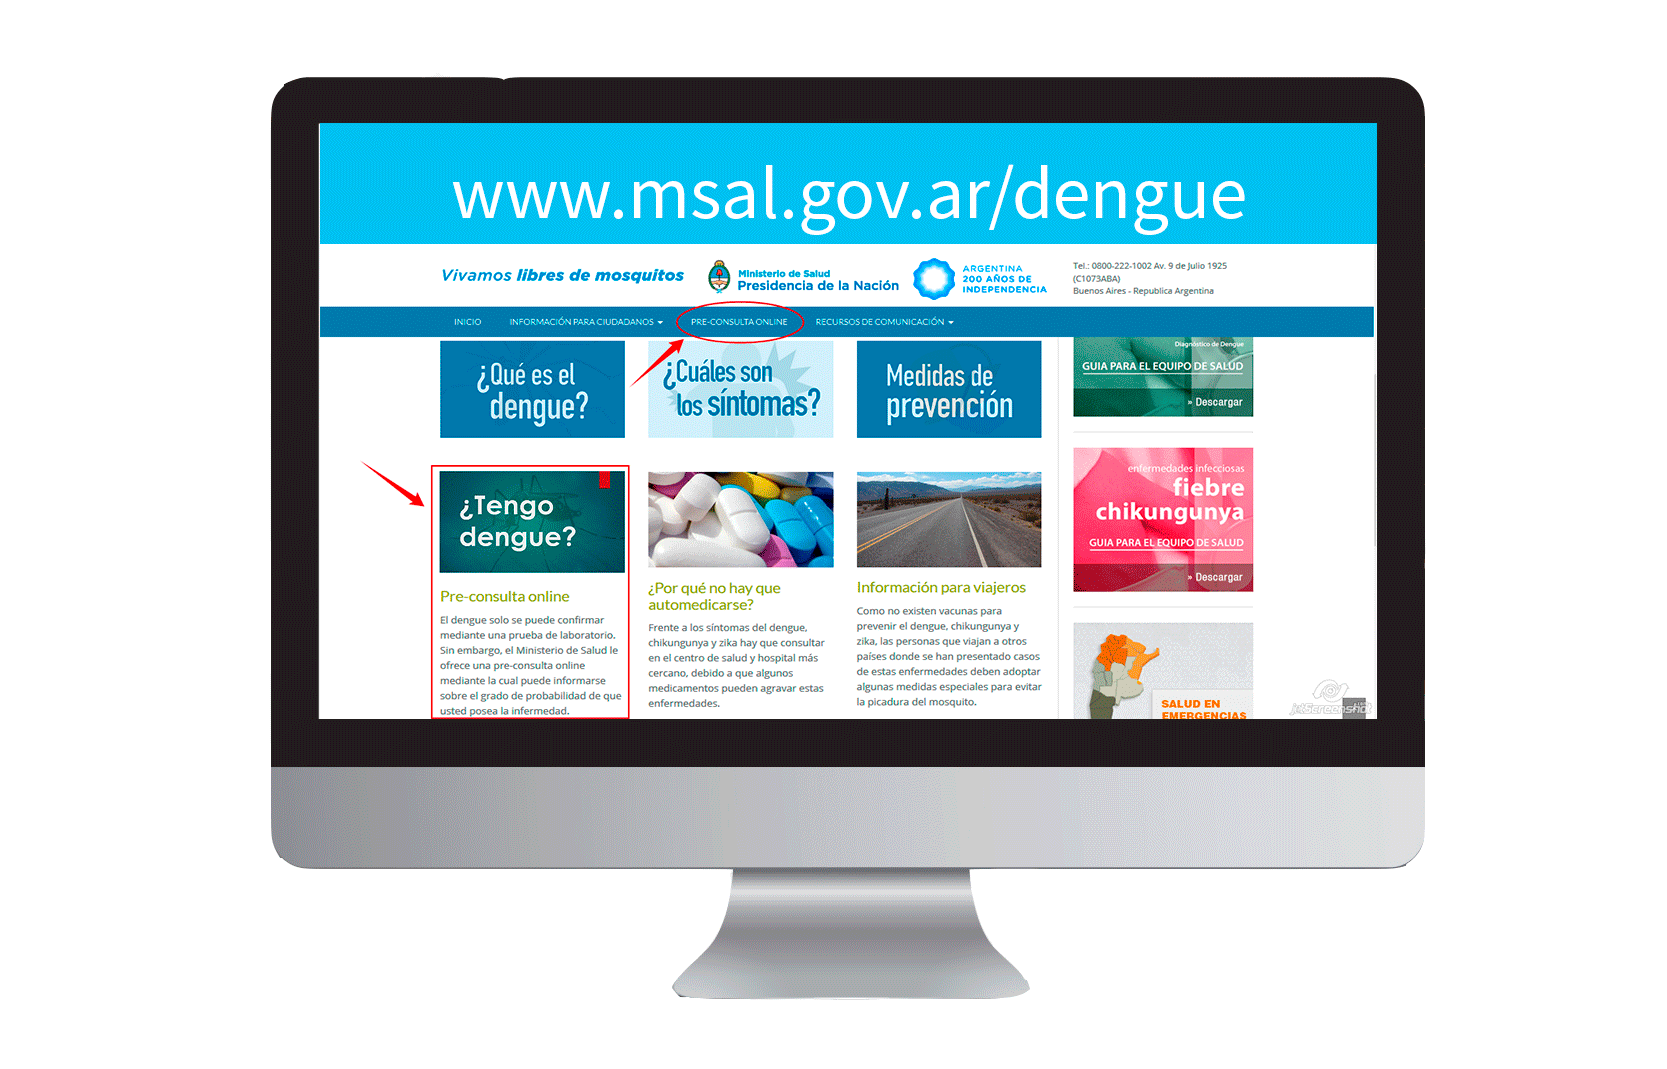 www.msal.gov.ar/dengue
Vivamos libres de mosquitos
Ministerio de Salud
Presidencia de la Nación
ARGENTINA
200 AÑOS DE
INDEPENDENCIA
Tel.: 0800-222-1002 Av. 9 de Julio 1925
(C1073ABA)
Buenos Aires - Republica Argentina
INICIO
INFORMACIÓN PARA CIUDADANOS
PRE-CONSULTA ONLINE
RECURSOS DE COMUNICACIÓN
¿Qué es el
dengue?
¿Cuáles son
los síntomas?
Medidas de
prevención
Diagnóstico de Dengue
GUIA PARA EL EQUIPO DE SALUD
» Descargar
¿Tengo
dengue?
Pre-consulta online
El dengue solo se puede confirmar
mediante una prueba de laboratorio.
Sin embargo, el Ministerio de Salud le
ofrece una pre-consulta online
mediante la cual puede informarse
sobre el grado de probabilidad de que
usted posea la infermedad.
¿Por qué no hay que
automedicarse?
Frente a los síntomas del dengue,
chikungunya y zika hay que consultar
en el centro de salud y hospital más
cercano, debido a que algunos
medicamentos pueden agravar estas
enfermedades.
Información para viajeros
Como no existen vacunas para
prevenir el dengue, chikungunya y
zika, las personas que viajan a otros
países donde se han presentado casos
de estas enfermedades deben adoptar
algunas medidas especiales para evitar
la picadura del mosquito.
enfermedades infecciosas
fiebre
chikungunya
GUIA PARA EL EQUIPO DE SALUD
» Descargar
SALUD EN
EMERGENCIAS
jetScreenshot